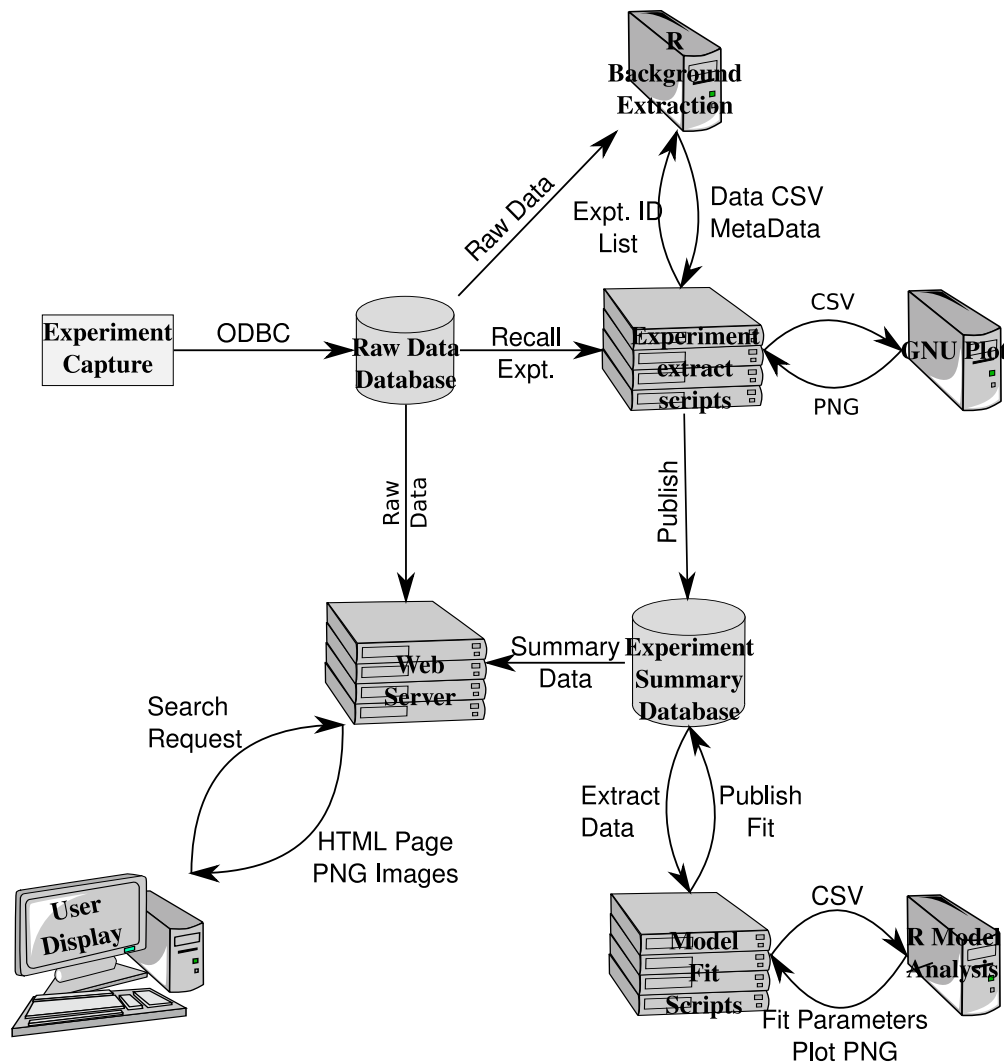 R
Background
Extraction
Raw Data
Expt. ID
List
Data CSV
MetaData
Experiment
Capture
ODBC
Raw Data
Database
Recall
Expt.
Experiment
extract
scripts
CSV
PNG
GNU Plot
Raw
Data
Publish
Web
Server
Summary
Data
Experiment
Summary
Database
Search
Request
HTML Page
PNG Images
User
Display
Extract
Data
Publish
Fit
Model
Fit
Scripts
CSV
Fit Parameters
Plot PNG
R Model
Analysis